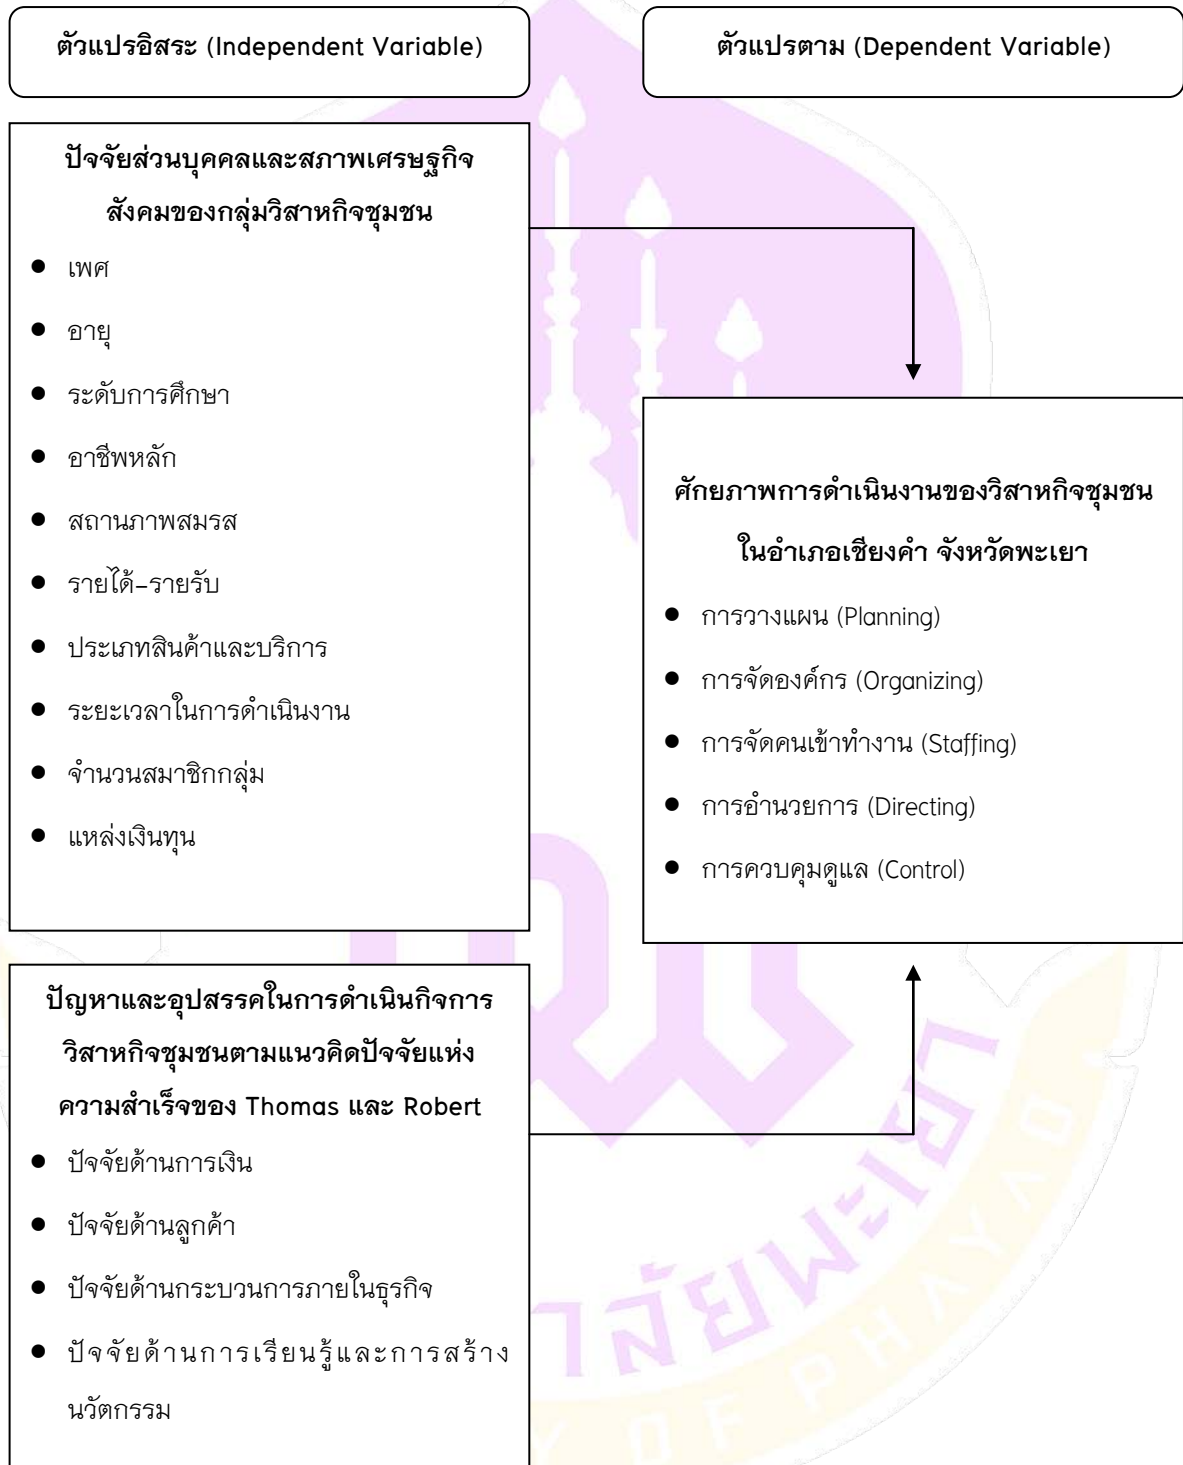 ตัวแปรอิสระ (Independent Variable)
ตัวแปรตาม (Dependent Variable)
ปัจจัยส่วนบุคคลและสภาพเศรษฐกิจ
สังคมของกลุ่มวิสาหกิจชุมชน
● เพศ
● อายุ
● ระดับการศึกษา
● อาชีพหลัก
● สถานภาพสมรส
● รายได้–รายรับ
● ประเภทสินค้าและบริการ
● ระยะเวลาในการดำเนินงาน
● จำนวนสมาชิกกลุ่ม
● แหล่งเงินทุน
ศักยภาพการดำเนินงานของวิสาหกิจชุมชน
ในอำเภอเชียงคำ จังหวัดพะเยา
● การวางแผน (Planning)
● การจัดองค์กร (Organizing)
● การจัดคนเข้าทำงาน (Staffing)
● การอำนวยการ (Directing)
● การควบคุมดูแล (Control)
ปัญหาและอุปสรรคในการดำเนินกิจการ
วิสาหกิจชุมชนตามแนวคิดปัจจัยแห่ง
ความสำเร็จของ Thomas และ Robert
● ปัจจัยด้านการเงิน
● ปัจจัยด้านลูกค้า
● ปัจจัยด้านกระบวนการภายในธุรกิจ
● ปัจจัยด้านการเรียนรู้และการสร้าง
นวัตกรรม
าลัยพะเยา
OF PHAYAO